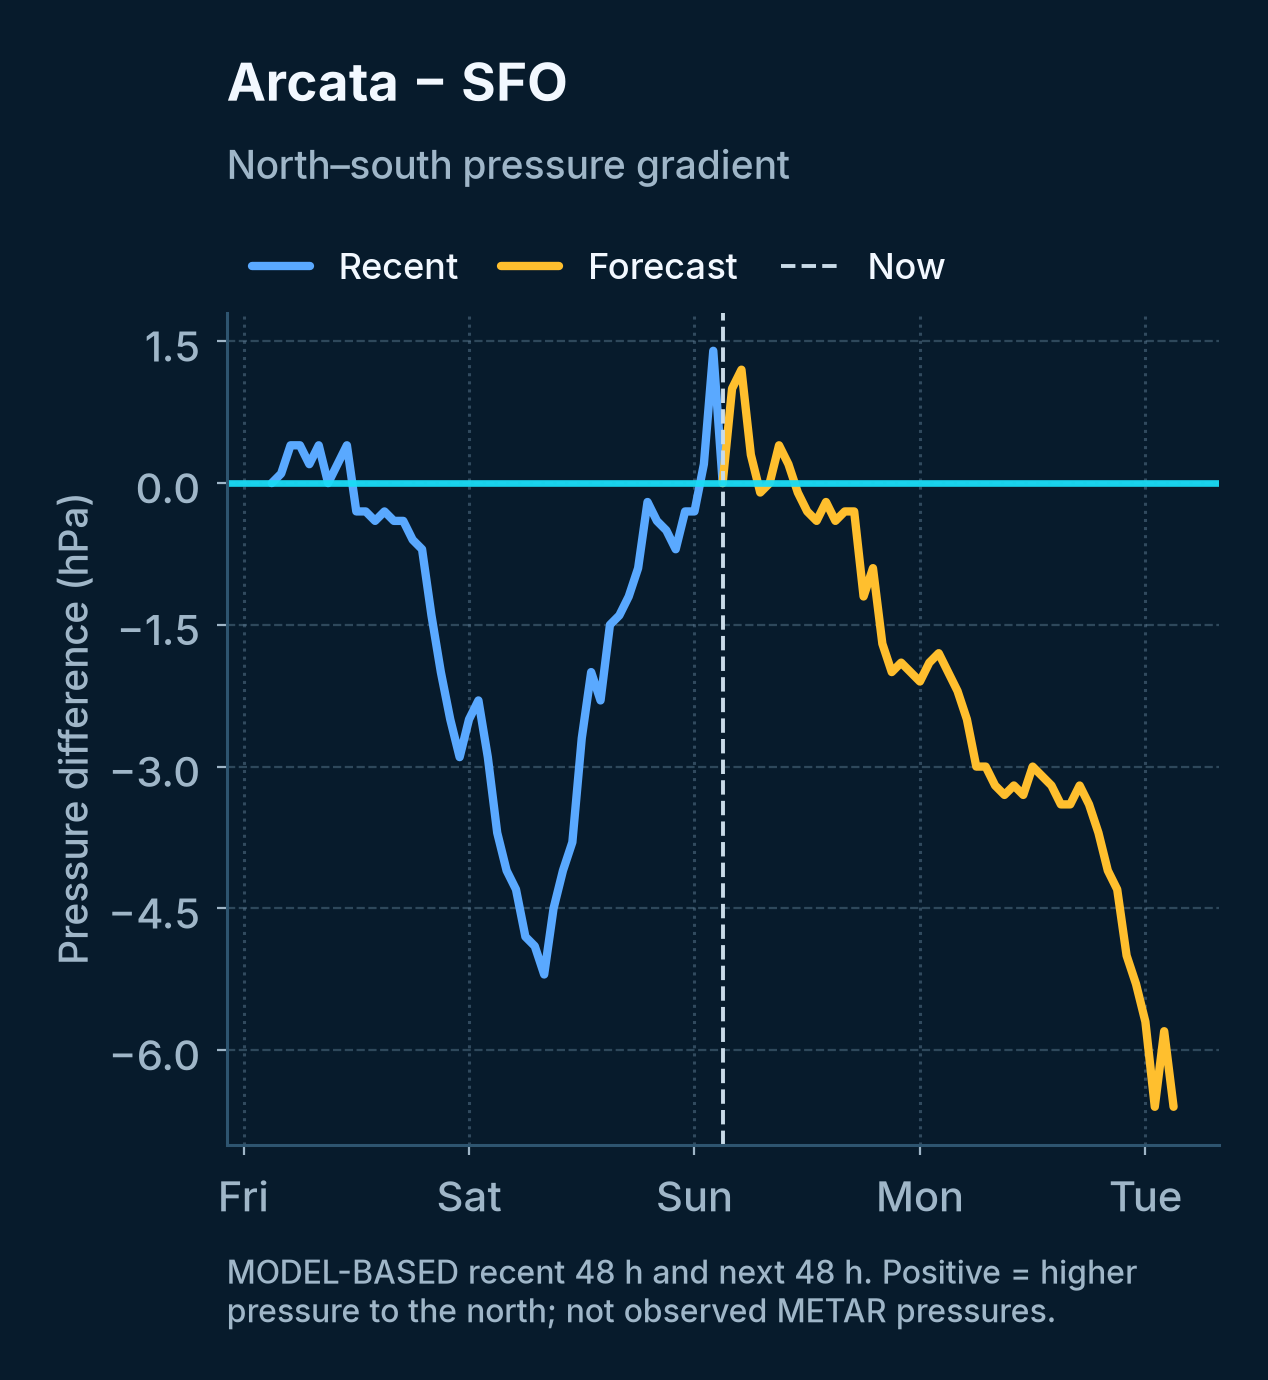 Arcata – SFO
North–south pressure gradient
Recent Forecast Now
1.5
0.0
−1.5
−3.0
−4.5
−6.0
Pressure difference (hPa)
Fri Sat Sun Mon Tue
MODEL-BASED recent 48 h and next 48 h. Positive = higher
pressure to the north; not observed METAR pressures.